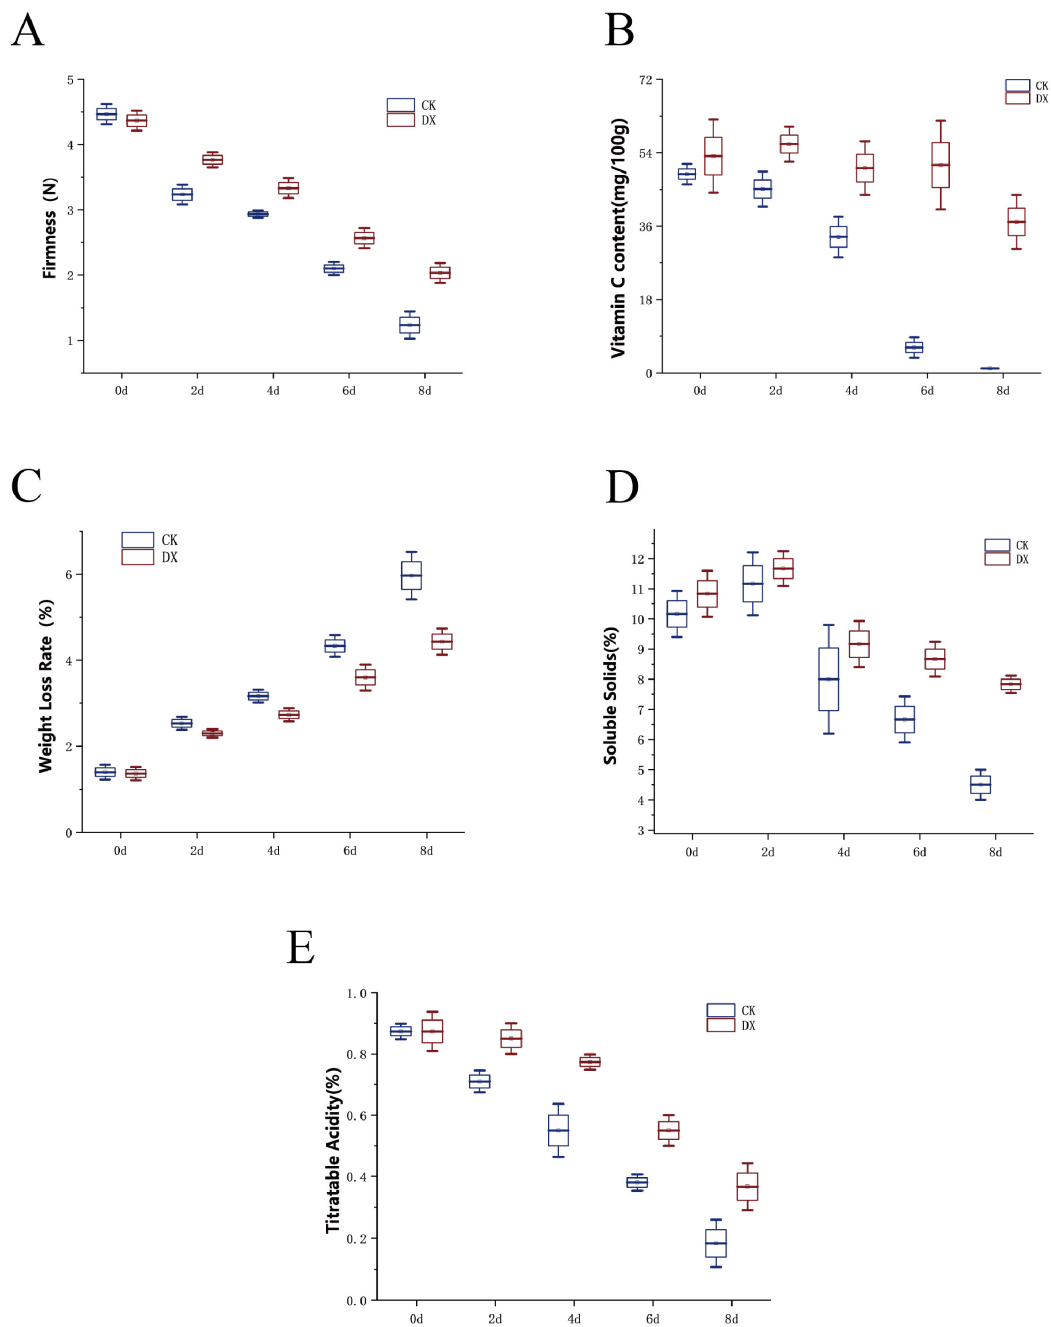 A
5
4
3
2
1
Firmness (N)
CK
DX
0d
2d
4d
6d
8d
B
72
54
36
18
0
Vitamin C content(mg/100g)
CK
DX
0d
2d
4d
6d
8d
C
6
4
2
0
Weight Loss Rate (%)
CK
DX
0d
2d
4d
6d
8d
D
12
11
10
9
8
7
6
5
4
3
Soluble Solids(%)
CK
DX
0d
2d
4d
6d
8d
E
1.0
0.8
0.6
0.4
0.2
0.0
Titratable Acidity(%)
CK
DX
0d
2d
4d
6d
8d